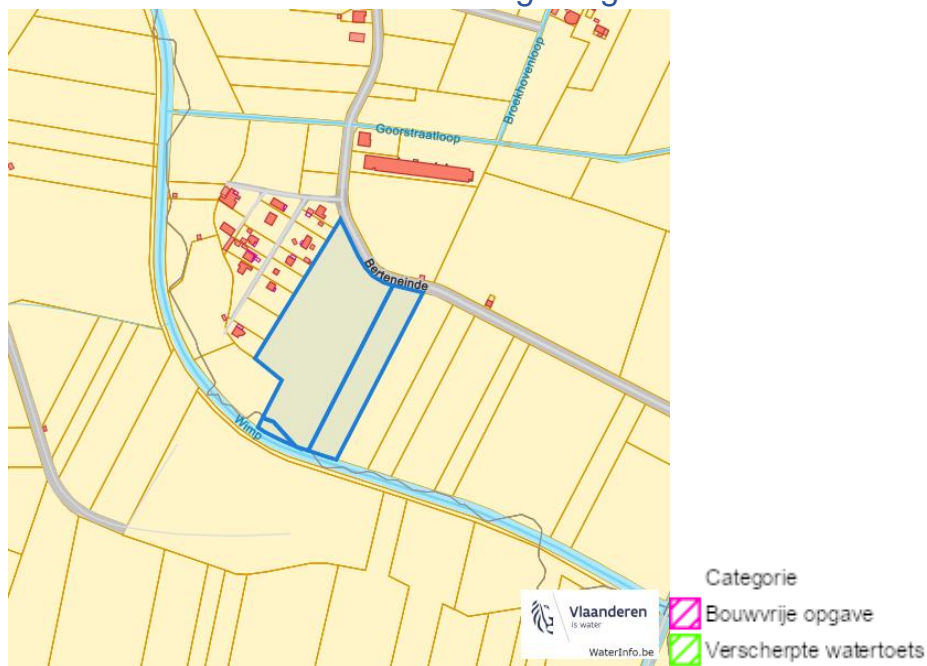 Broekhovenloop
Goorstraatloop
Berteneinde
Wimp
Vlaanderen
is water
WaterInfo.be
Categorie
Bouwvrije opgave
Verscherpte watertoets